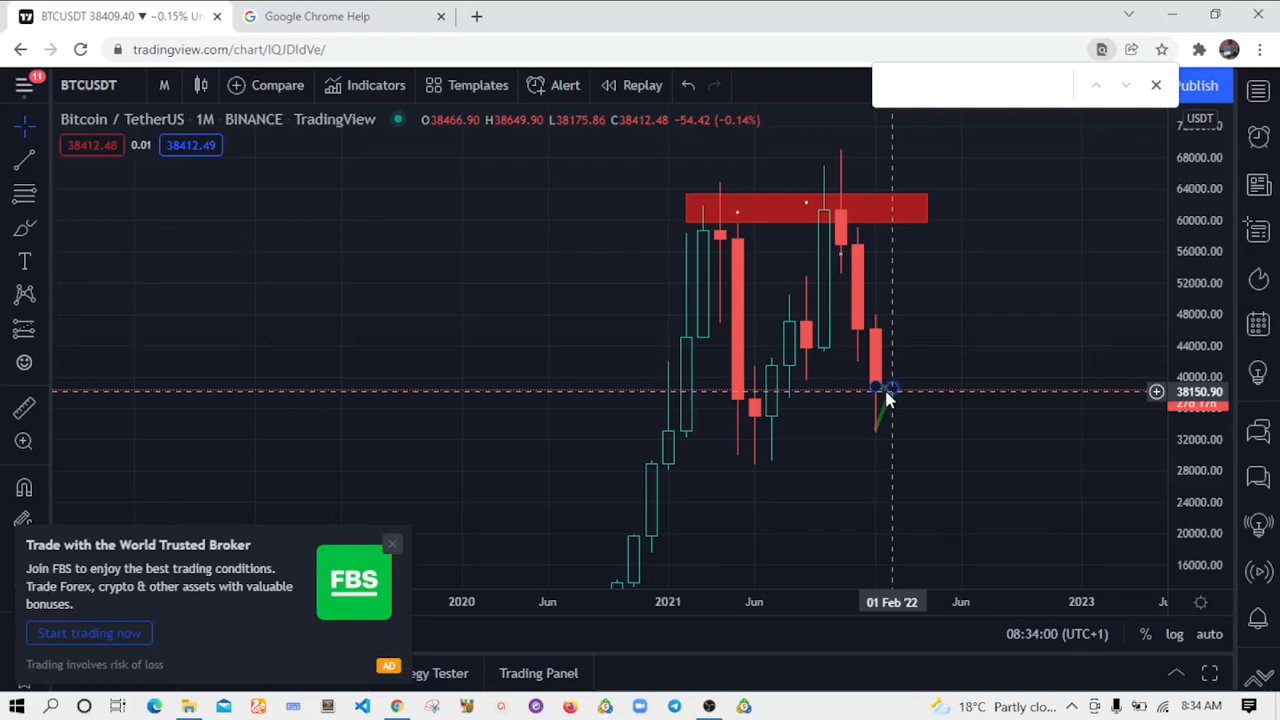 BTCUSDT 38409.40 ▼ −0.15% Un
Google Chrome Help
tradingview.com/chart/IQJDIdVe/
11
BTCUSDT M Compare Indicators Templates Alert Replay Publish
Bitcoin / TetherUS 1M BINANCE TradingView O38466.90 H38649.90 L38175.86 C38412.48 −54.42 (−0.14%)
38412.48 0.01 38412.49
USDT
68000.00
64000.00
60000.00
56000.00
52000.00
48000.00
44000.00
40000.00
38150.90
27d 17h
32000.00
28000.00
24000.00
20000.00
16000.00
Trade with the World Trusted Broker
Join FBS to enjoy the best trading conditions.
Trade Forex, crypto & other assets with valuable
bonuses.
FBS
Start trading now
Trading involves risk of loss
AD
2020 Jun 2021 Jun 01 Feb '22 Jun 2023
08:34:00 (UTC+1) % log auto
egy Tester Trading Panel
18°C Partly clo... 8:34 AM